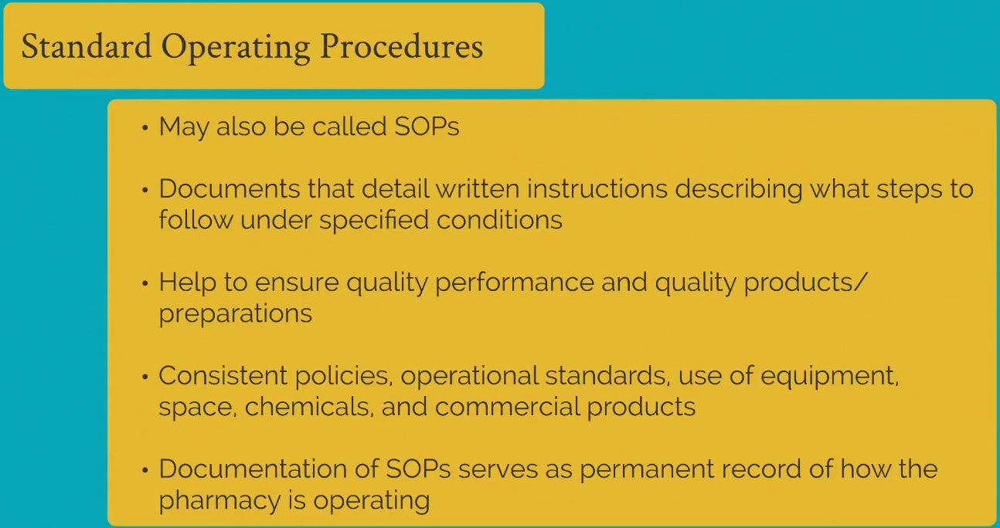 Standard Operating Procedures
• May also be called SOPs
• Documents that detail written instructions describing what steps to
follow under specified conditions
• Help to ensure quality performance and quality products/
preparations
• Consistent policies, operational standards, use of equipment,
space, chemicals, and commercial products
• Documentation of SOPs serves as permanent record of how the
pharmacy is operating